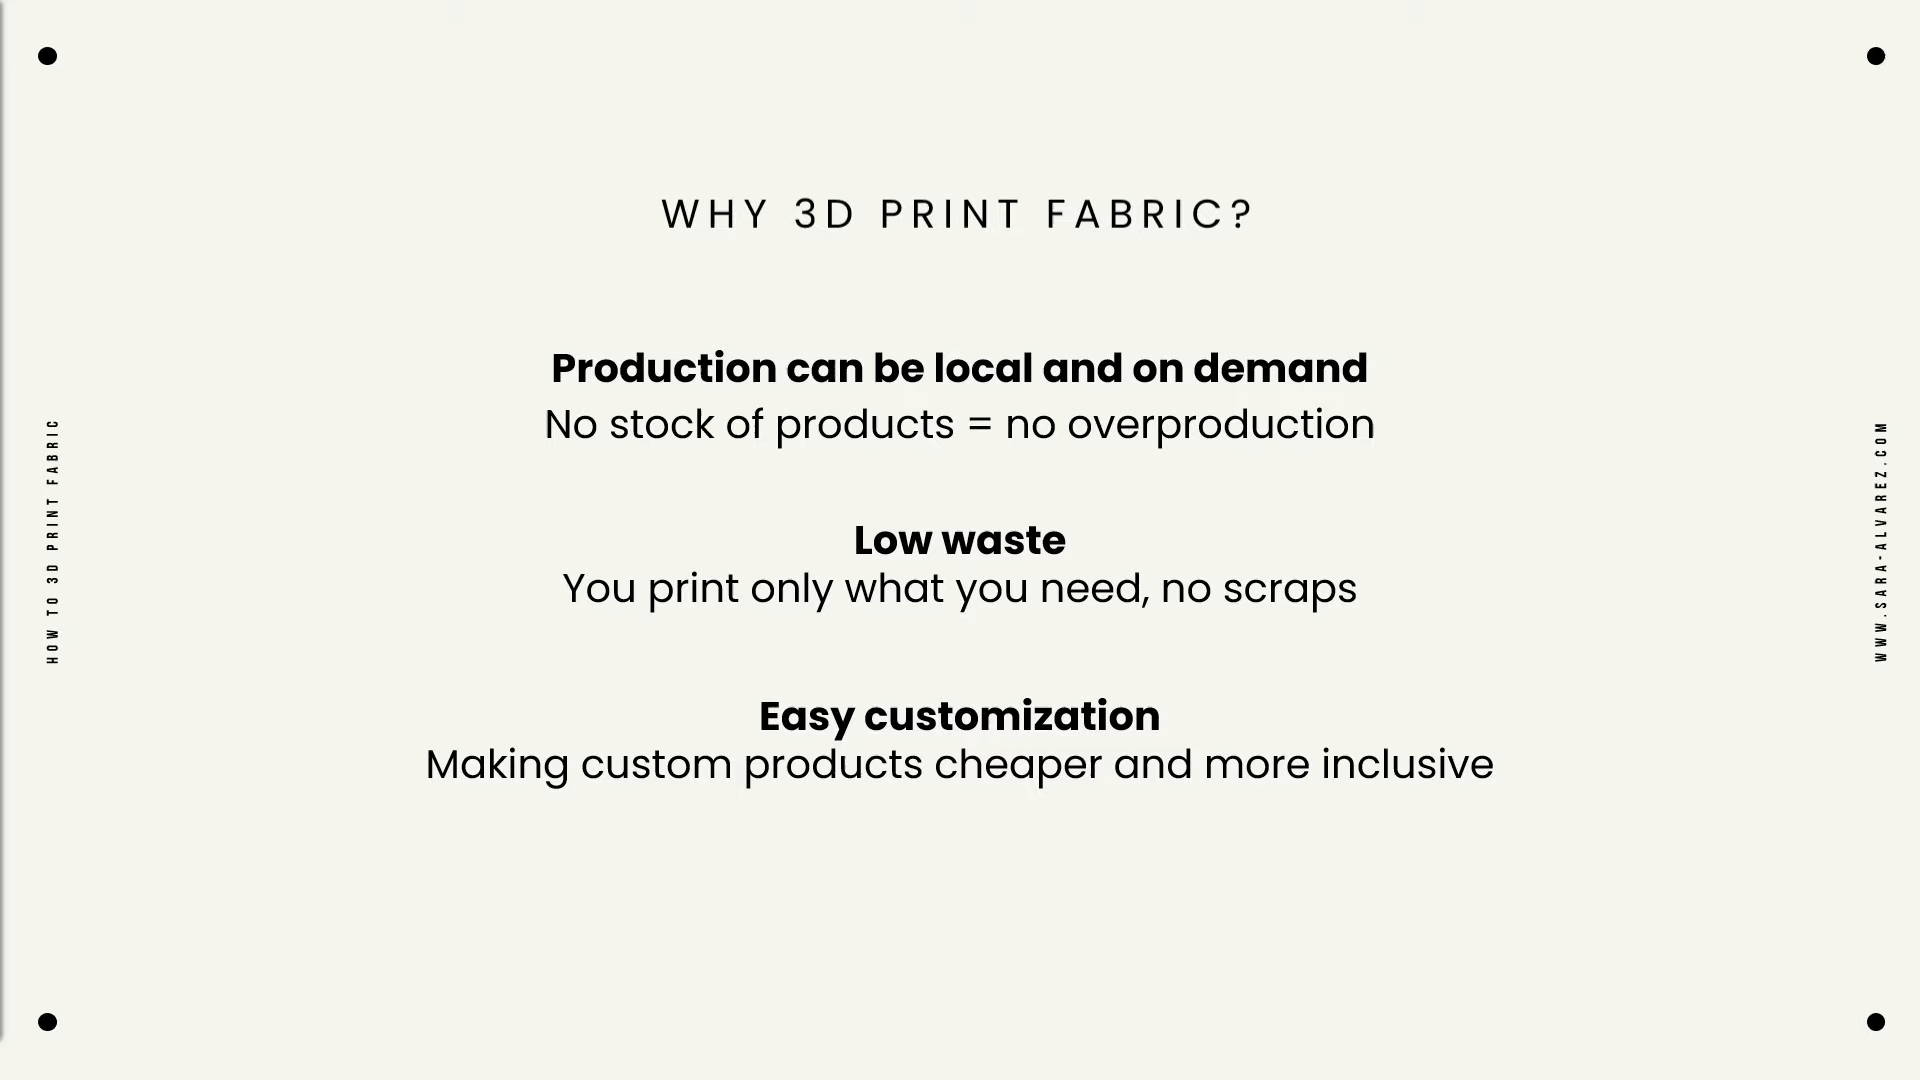 WHY 3D PRINT FABRIC?
Production can be local and on demand
No stock of products = no overproduction
Low waste
You print only what you need, no scraps
Easy customization
Making custom products cheaper and more inclusive
HOW TO 3D PRINT FABRIC
WWW.SARA-ALVAREZ.COM